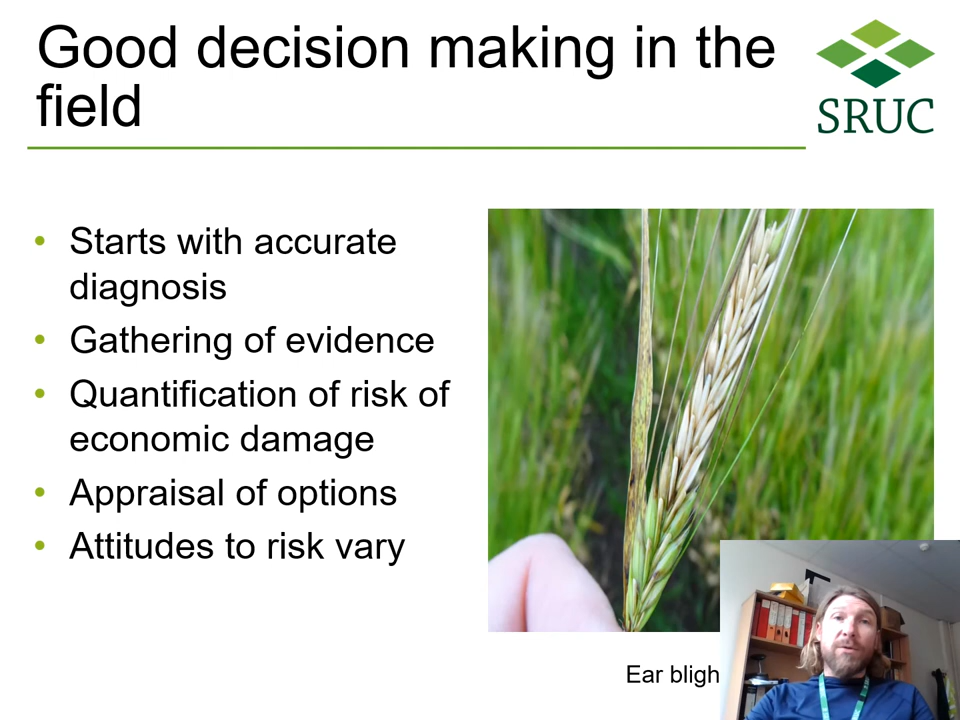 Good decision making in the
field
SRUC
• Starts with accurate
diagnosis
• Gathering of evidence
• Quantification of risk of
economic damage
• Appraisal of options
• Attitudes to risk vary
Ear bligh